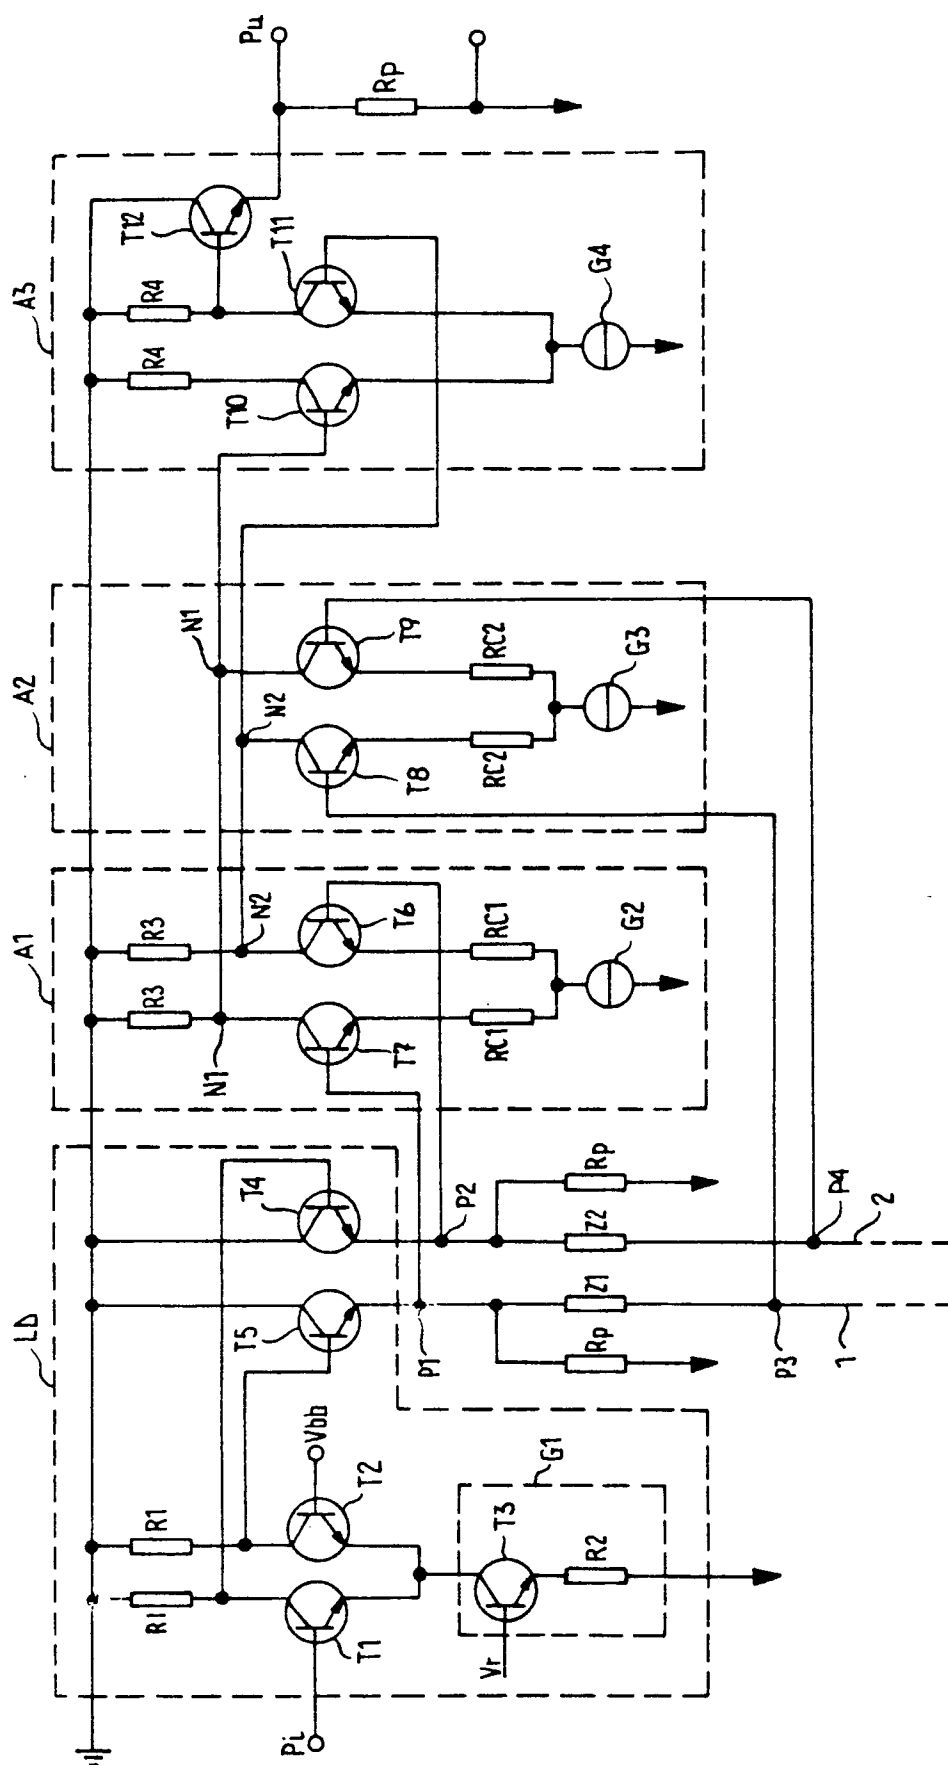 LD
A1
A2
A3
R1
R1
R3
R3
R4
R4
T12
Pu
N1
N2
N1
N2
T5
T4
T10
T11
Rp
Pi
T1
T2
Vbb
T7
T6
T8
T9
P1
P2
Vr
T3
G1
RC1
RC1
RC2
RC2
G4
R2
Rp
Z1
Z2
Rp
G2
G3
P3
P4
1
2